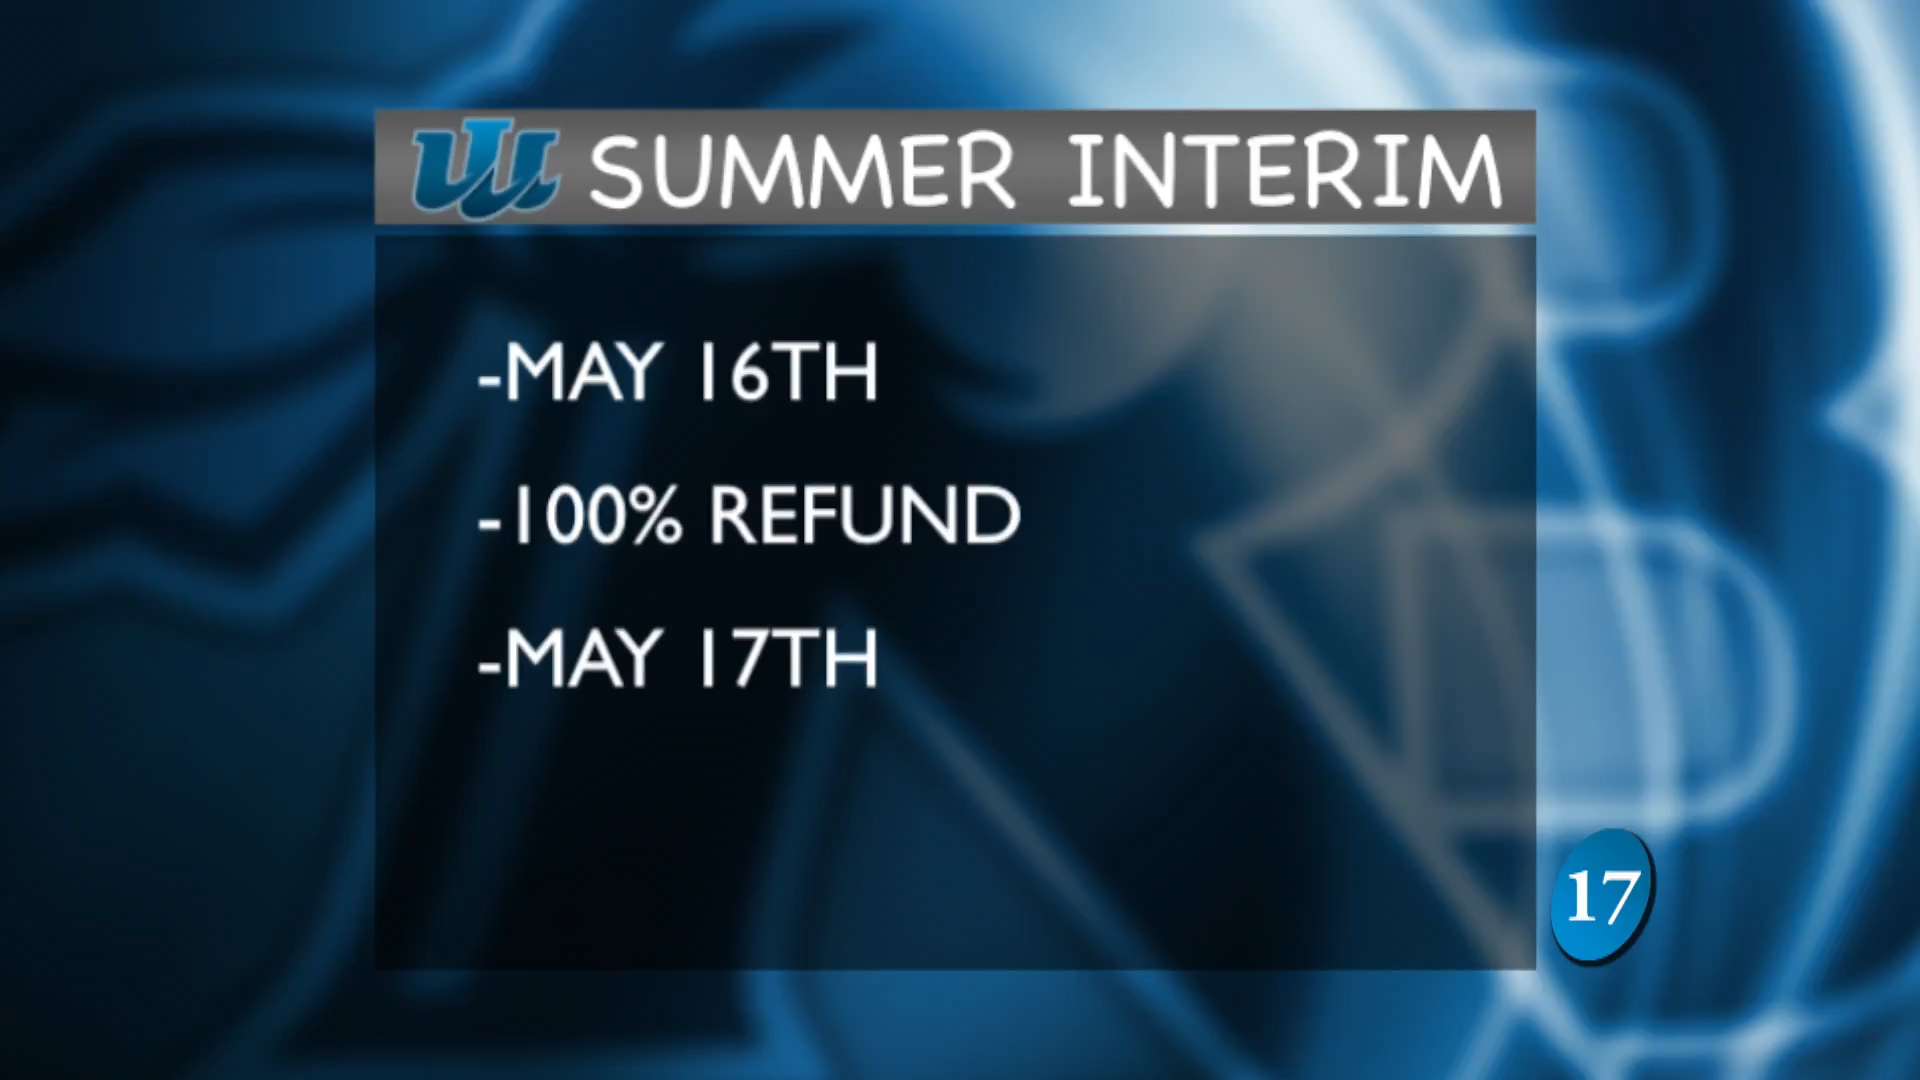 SUMMER INTERIM
-MAY 16TH
-100% REFUND
-MAY 17TH
17